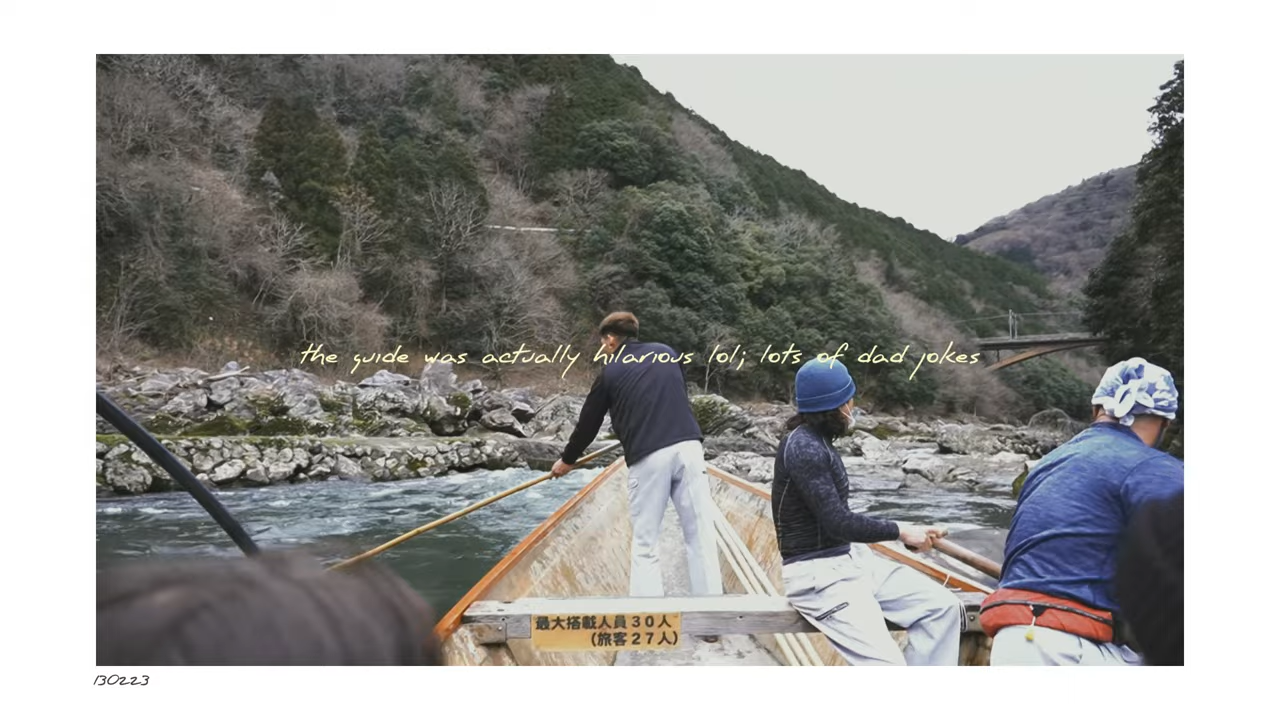 the guide was actually hilarious lol; lots of dad jokes
最大搭載人員30人
(旅客27人)
130223